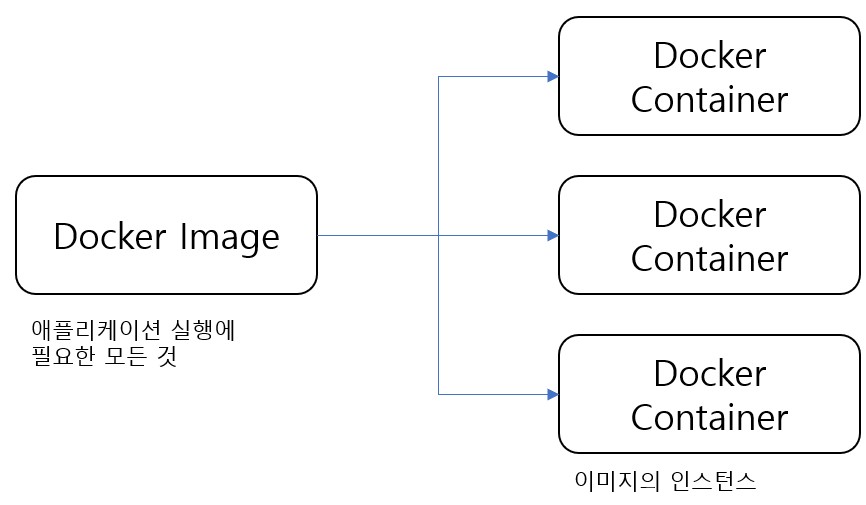 Docker
Container
Docker Image
Docker
Container
애플리케이션 실행에
필요한 모든 것
Docker
Container
이미지의 인스턴스